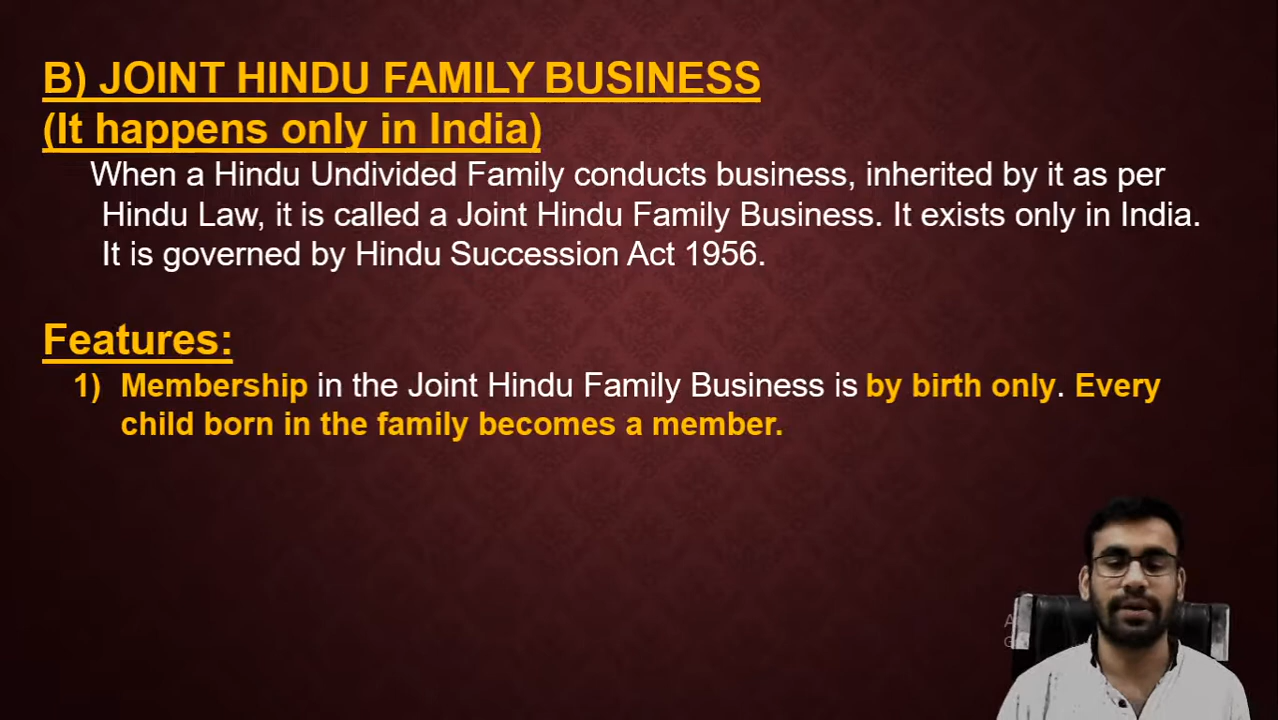 B) JOINT HINDU FAMILY BUSINESS
(It happens only in India)
When a Hindu Undivided Family conducts business, inherited by it as per
Hindu Law, it is called a Joint Hindu Family Business. It exists only in India.
It is governed by Hindu Succession Act 1956.
Features:
1) Membership in the Joint Hindu Family Business is by birth only. Every
child born in the family becomes a member.